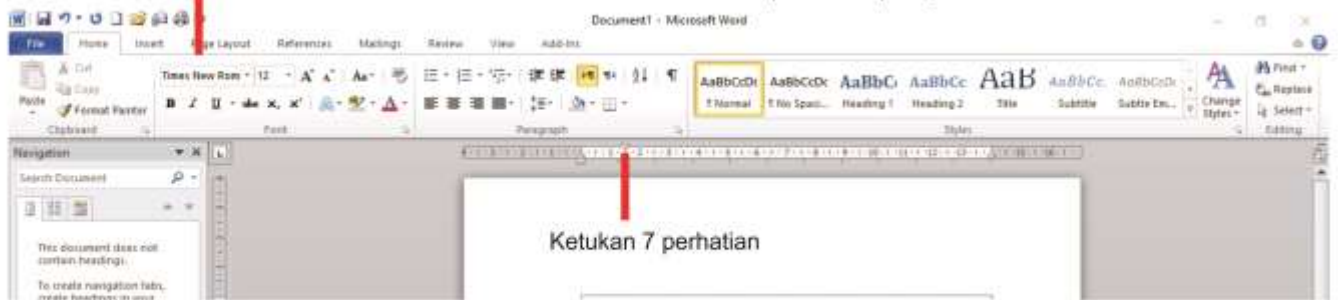 Document1 - Microsoft Word
File Home Insert Page Layout References Mailings Review View Add-Ins
Cut
Copy
Paste
Format Painter
Times New Rom 12
AaBbCcDc AaBbCcDc AaBbC AaBbCc AaB AaBbCc. AaBbCcDc
¶ Normal ¶ No Spaci... Heading 1 Heading 2 Title Subtitle Subtle Em...
Change Styles
Find
Replace
Select
Clipboard Font Paragraph Styles Editing
Navigation
Search Document
This document does not
contain headings.
To create navigation tabs,
create headings in your
Ketukan 7 perhatian